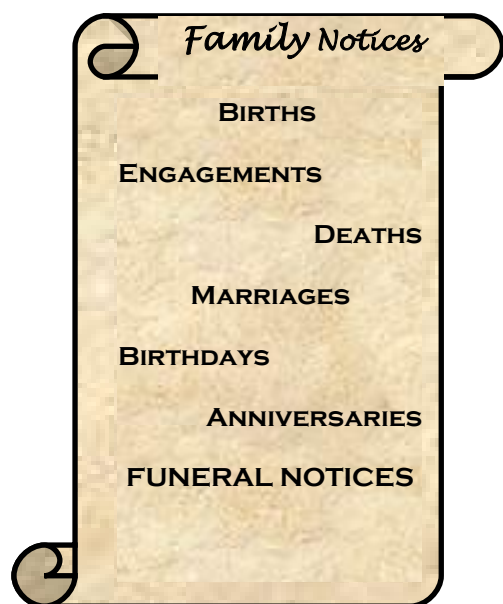 Family Notices
Births
Engagements
Deaths
Marriages
Birthdays
Anniversaries
FUNERAL NOTICES